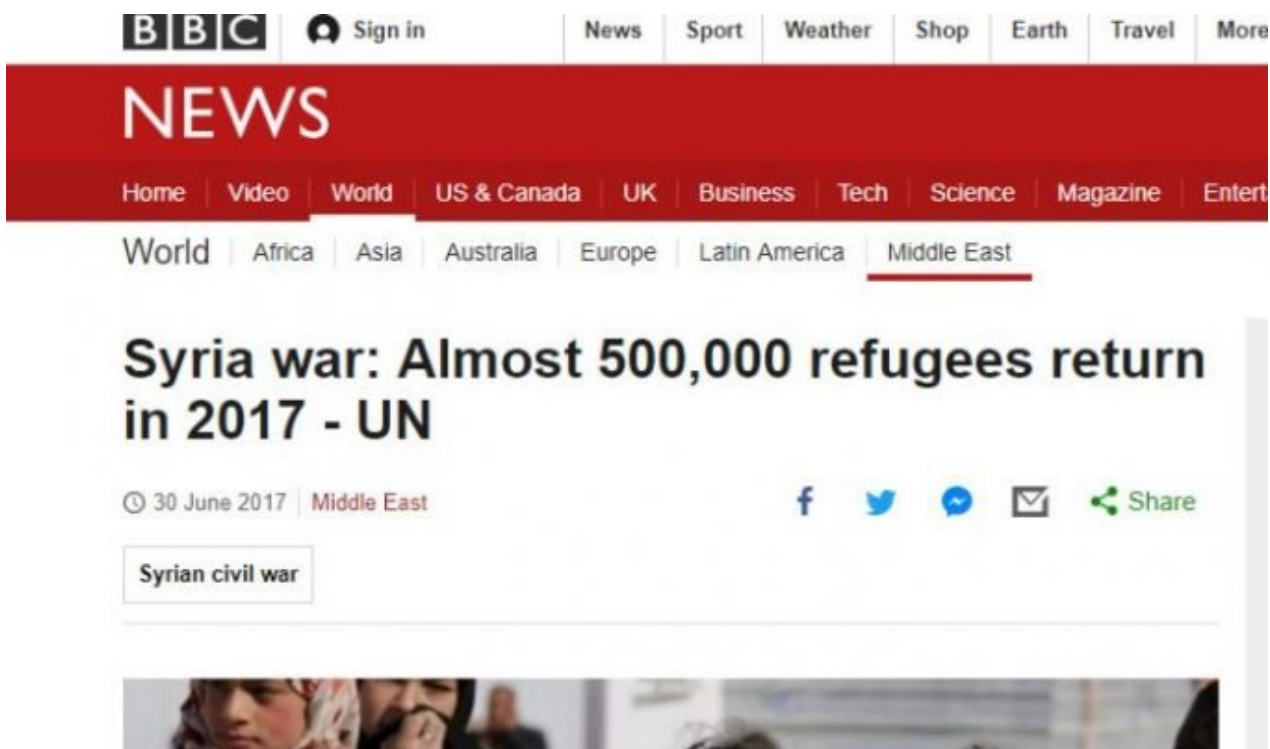 BBC Sign in News Sport Weather Shop Earth Travel More
NEWS
Home Video World US & Canada UK Business Tech Science Magazine Entert
World Africa Asia Australia Europe Latin America Middle East
Syria war: Almost 500,000 refugees return
in 2017 - UN
30 June 2017 Middle East Share
Syrian civil war